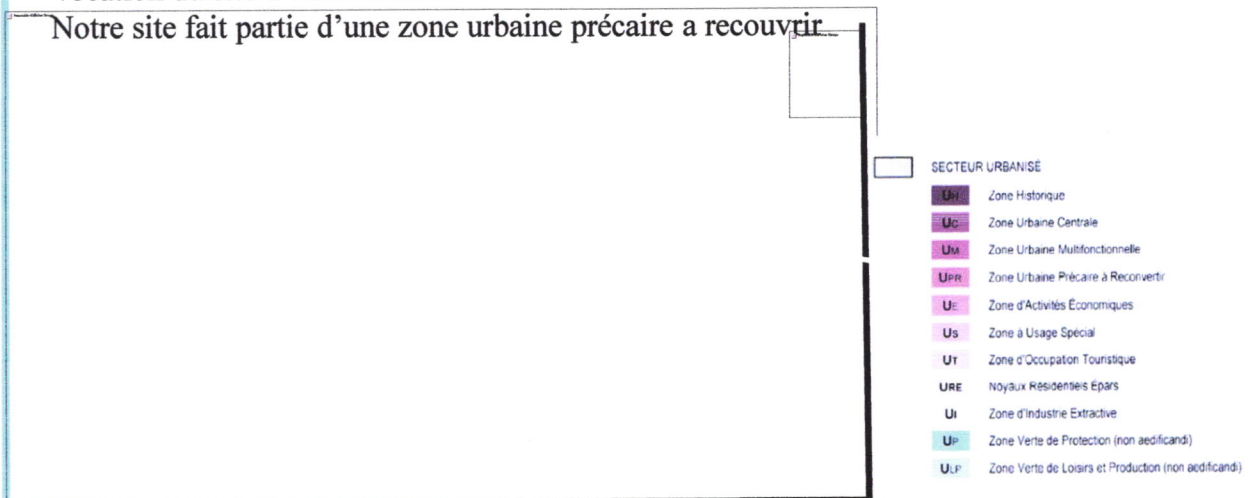 Notre site fait partie d'une zone urbaine précaire a recouvrir
SECTEUR URBANISÉ
UH Zone Historique
UC Zone Urbaine Centrale
UM Zone Urbaine Multifonctionnelle
UPR Zone Urbaine Précaire à Reconvertir
UE Zone d'Activités Économiques
US Zone à Usage Spécial
UT Zone d'Occupation Touristique
URE Noyaux Résidentiels Épars
UI Zone d'Industrie Extractive
UP Zone Verte de Protection (non aedificandi)
ULP Zone Verte de Loisirs et Production (non aedificandi)